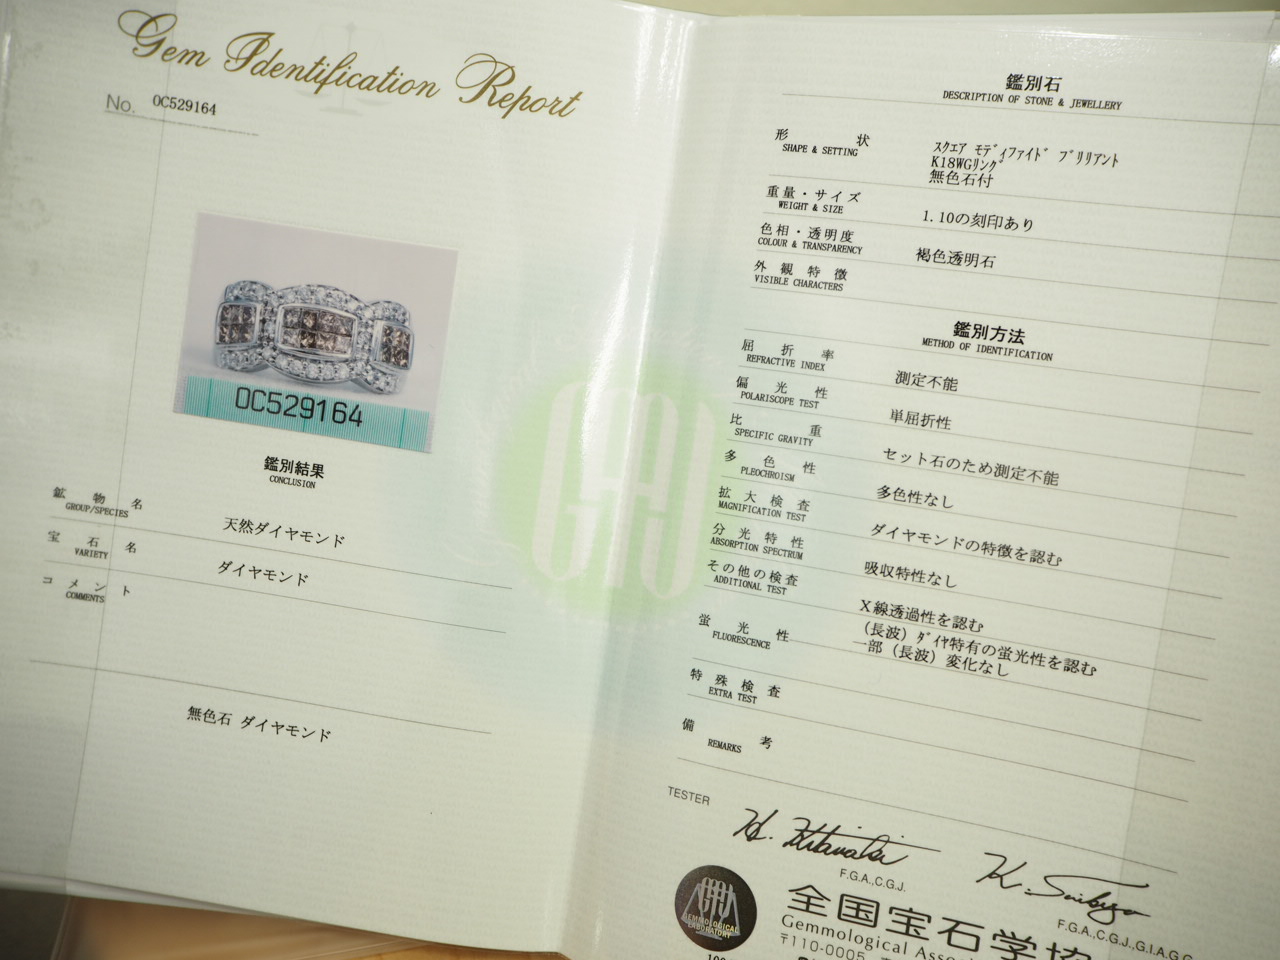 Gem Identification Report
No. OC529164
OC529164
鑑別結果
CONCLUSION
鉱物名
GROUP/SPECIES
天然ダイヤモンド
宝石名
VARIETY
ダイヤモンド
コメント
COMMENTS
無色石 ダイヤモンド
鑑別石
DESCRIPTION OF STONE & JEWELLERY
形状
SHAPE & SETTING
スクエア モディファイド ブリリアント
K18WGリング
無色石付
重量・サイズ
WEIGHT & SIZE
1.10の刻印あり
色相・透明度
COLOUR & TRANSPARENCY
褐色透明石
外観特徴
VISIBLE CHARACTERS
鑑別方法
METHOD OF IDENTIFICATION
屈折率
REFRACTIVE INDEX
測定不能
偏光性
POLARISCOPE TEST
単屈折性
比重
SPECIFIC GRAVITY
セット石のため測定不能
多色性
PLEOCHROISM
多色性なし
拡大検査
MAGNIFICATION TEST
ダイヤモンドの特徴を認む
分光特性
ABSORPTION SPECTRUM
吸収特性なし
その他の検査
ADDITIONAL TEST
X線透過性を認む
蛍光性
FLUORESCENCE
(長波)ダイヤ特有の蛍光性を認む
一部(長波)変化なし
特殊検査
EXTRA TEST
備考
REMARKS
TESTER
F.G.A.,C.G.J.
F.G.A.,C.G.J.,G.I.A.G.
GEMMOLOGICAL
LABORATORY
全国宝石学協
Gemmological
〒110-0005